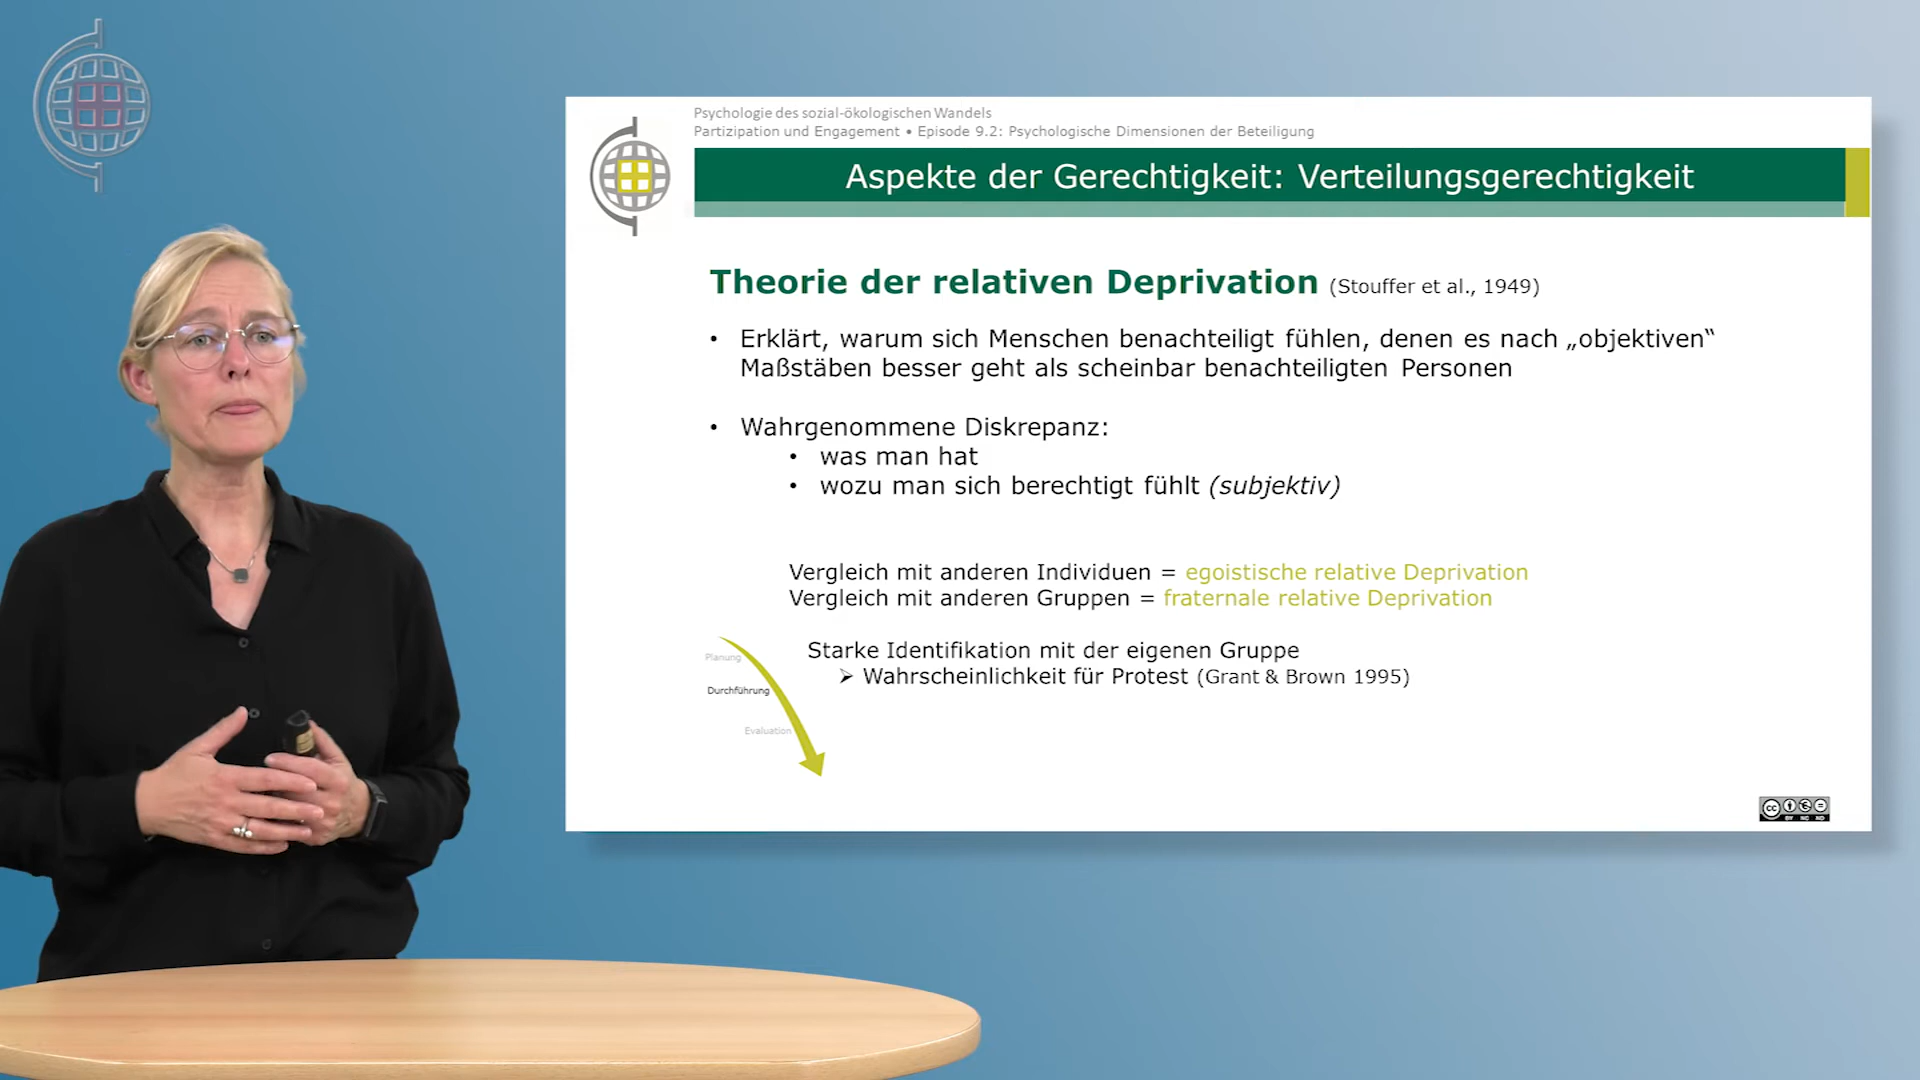 Psychologie des sozial-ökologischen Wandels
Partizipation und Engagement • Episode 9.2: Psychologische Dimensionen der Beteiligung
Aspekte der Gerechtigkeit: Verteilungsgerechtigkeit
Theorie der relativen Deprivation (Stouffer et al., 1949)
• Erklärt, warum sich Menschen benachteiligt fühlen, denen es nach „objektiven“
Maßstäben besser geht als scheinbar benachteiligten Personen
• Wahrgenommene Diskrepanz:
• was man hat
• wozu man sich berechtigt fühlt (subjektiv)
Vergleich mit anderen Individuen = egoistische relative Deprivation
Vergleich mit anderen Gruppen = fraternale relative Deprivation
Starke Identifikation mit der eigenen Gruppe
➢ Wahrscheinlichkeit für Protest (Grant & Brown 1995)
Planung
Durchführung
Evaluation
cc
BY NC ND